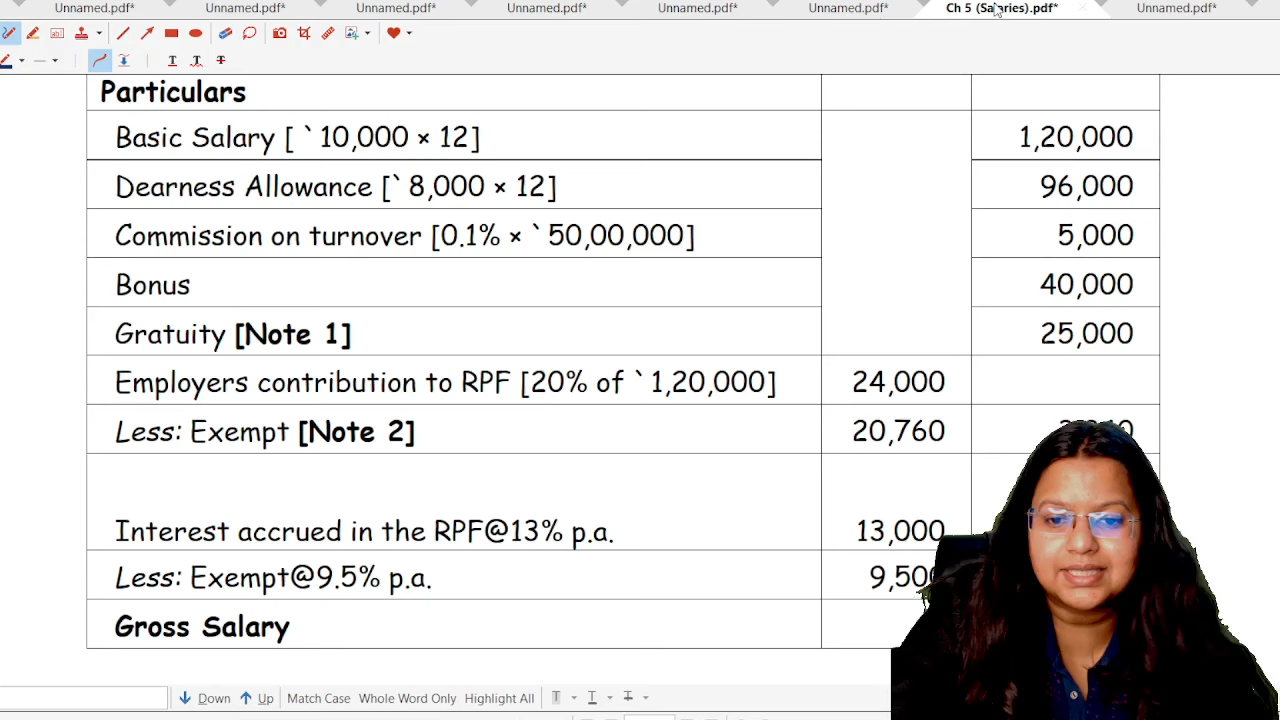 Unnamed.pdf* Unnamed.pdf* Unnamed.pdf* Unnamed.pdf* Unnamed.pdf* Unnamed.pdf* Ch 5 (Salaries).pdf* Unnamed.pdf*
Particulars
Basic Salary [ `10,000 × 12] 1,20,000
Dearness Allowance [` 8,000 × 12] 96,000
Commission on turnover [0.1% × `50,00,000] 5,000
Bonus 40,000
Gratuity [Note 1] 25,000
Employers contribution to RPF [20% of `1,20,000] 24,000
Less: Exempt [Note 2] 20,760
Interest accrued in the RPF@13% p.a. 13,000
Less: Exempt@9.5% p.a. 9,500
Gross Salary
Down Up Match Case Whole Word Only Highlight All